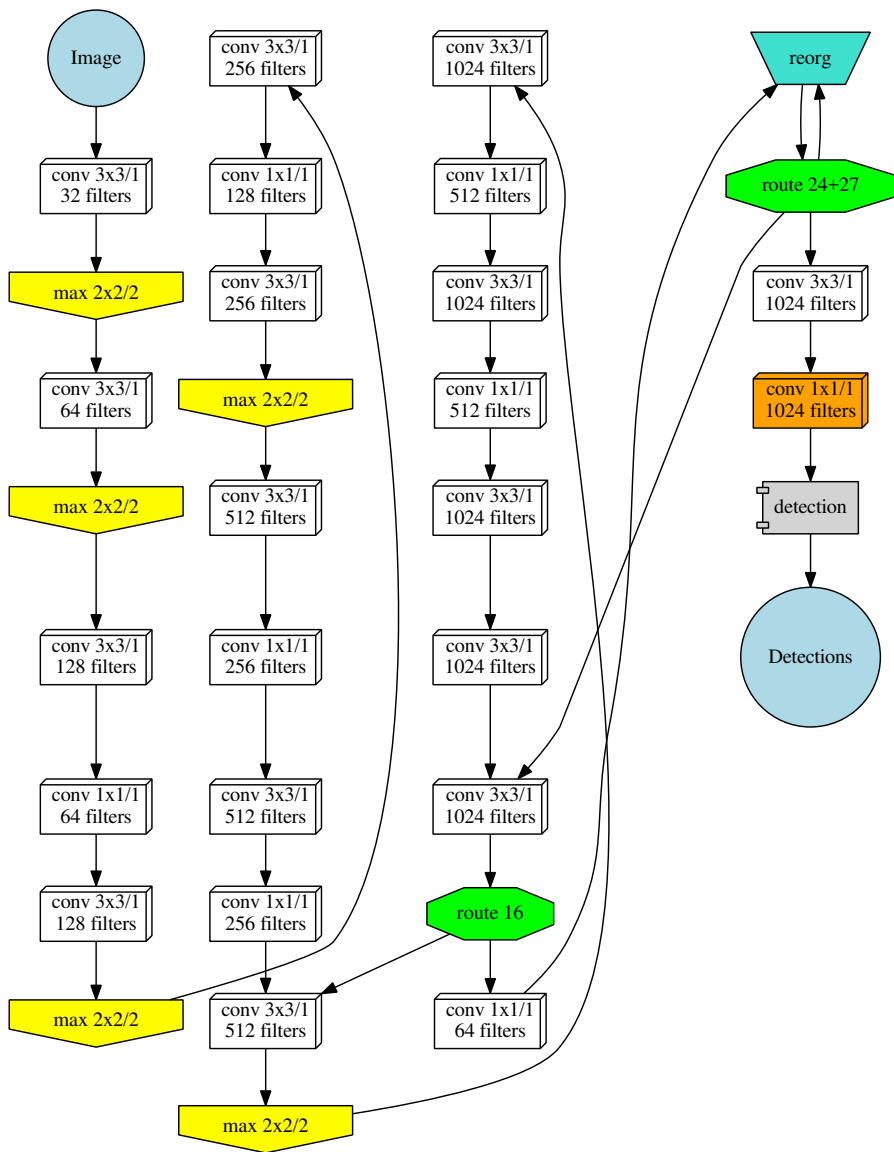 Image
conv 3x3/1
32 filters
max 2x2/2
conv 3x3/1
64 filters
max 2x2/2
conv 3x3/1
128 filters
conv 1x1/1
64 filters
conv 3x3/1
128 filters
max 2x2/2
conv 3x3/1
256 filters
conv 1x1/1
128 filters
conv 3x3/1
256 filters
max 2x2/2
conv 3x3/1
512 filters
conv 1x1/1
256 filters
conv 3x3/1
512 filters
conv 1x1/1
256 filters
conv 3x3/1
512 filters
max 2x2/2
conv 3x3/1
1024 filters
conv 1x1/1
512 filters
conv 3x3/1
1024 filters
conv 1x1/1
512 filters
conv 3x3/1
1024 filters
conv 3x3/1
1024 filters
conv 3x3/1
1024 filters
route 16
conv 1x1/1
64 filters
reorg
route 24+27
conv 3x3/1
1024 filters
conv 1x1/1
1024 filters
detection
Detections